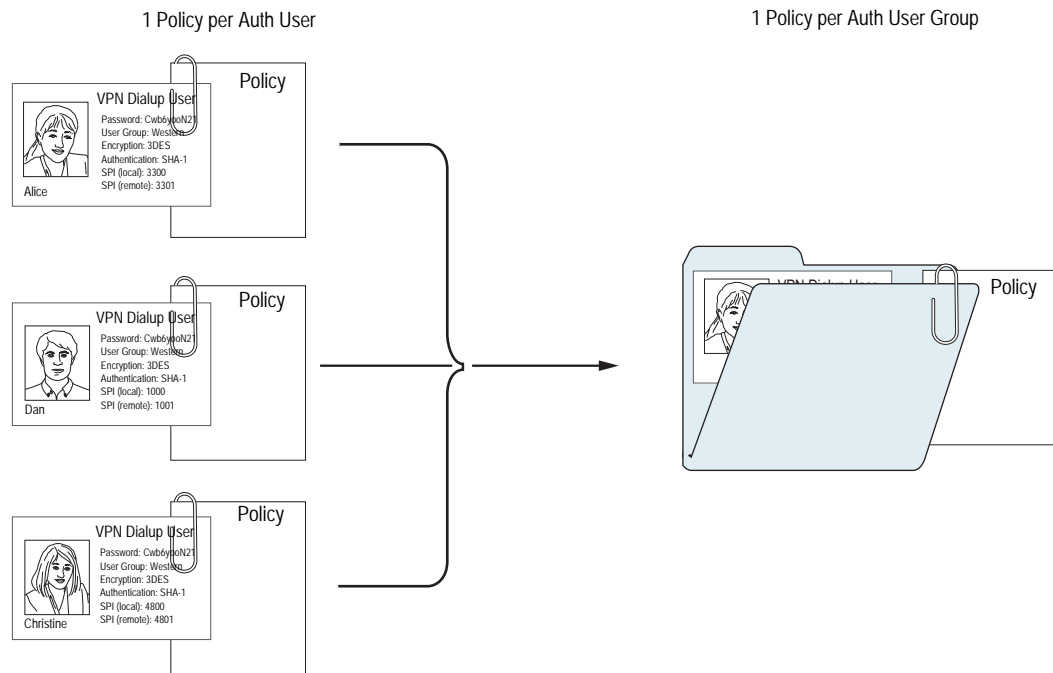 1 Policy per Auth User
1 Policy per Auth User Group
Policy
VPN Dialup User
Password: Cwb6yooN21
User Group: Western
Encryption: 3DES
Authentication: SHA-1
SPI (local): 3300
SPI (remote): 3301
Alice
Policy
VPN Dialup User
Password: Cwb6yooN21
User Group: Western
Encryption: 3DES
Authentication: SHA-1
SPI (local): 1000
SPI (remote): 1001
Dan
Policy
VPN Dialup User
Password: Cwb6yooN21
User Group: Western
Encryption: 3DES
Authentication: SHA-1
SPI (local): 4800
SPI (remote): 4801
Christine
VPN Dialup User
Policy